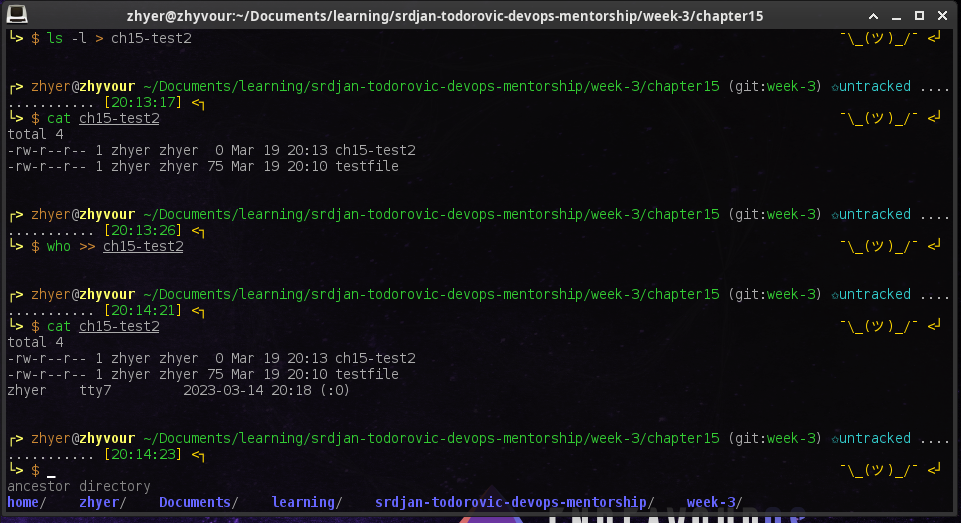 zhyer@zhyvour:~/Documents/learning/srdjan-todorovic-devops-mentorship/week-3/chapter15
└> $ ls -l > ch15-test2 ¯\_(ツ)_/¯ <┘
┌> zhyer@zhyvour ~/Documents/learning/srdjan-todorovic-devops-mentorship/week-3/chapter15 (git:week-3) ✩untracked ....
........... [20:13:17] <┐
└> $ cat ch15-test2 ¯\_(ツ)_/¯ <┘
total 4
-rw-r--r-- 1 zhyer zhyer  0 Mar 19 20:13 ch15-test2
-rw-r--r-- 1 zhyer zhyer 75 Mar 19 20:10 testfile
┌> zhyer@zhyvour ~/Documents/learning/srdjan-todorovic-devops-mentorship/week-3/chapter15 (git:week-3) ✩untracked ....
........... [20:13:26] <┐
└> $ who >> ch15-test2 ¯\_(ツ)_/¯ <┘
┌> zhyer@zhyvour ~/Documents/learning/srdjan-todorovic-devops-mentorship/week-3/chapter15 (git:week-3) ✩untracked ....
........... [20:14:21] <┐
└> $ cat ch15-test2 ¯\_(ツ)_/¯ <┘
total 4
-rw-r--r-- 1 zhyer zhyer  0 Mar 19 20:13 ch15-test2
-rw-r--r-- 1 zhyer zhyer 75 Mar 19 20:10 testfile
zhyer    tty7         2023-03-14 20:18 (:0)
┌> zhyer@zhyvour ~/Documents/learning/srdjan-todorovic-devops-mentorship/week-3/chapter15 (git:week-3) ✩untracked ....
........... [20:14:23] <┐
└> $ _ ¯\_(ツ)_/¯ <┘
ancestor directory
home/ zhyer/ Documents/ learning/ srdjan-todorovic-devops-mentorship/ week-3/